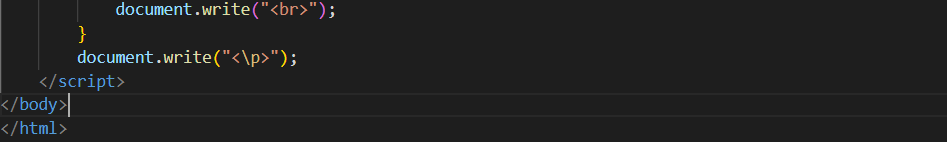 document.write("<br>");
}
document.write("<\p>");
</script>
</body>
</html>